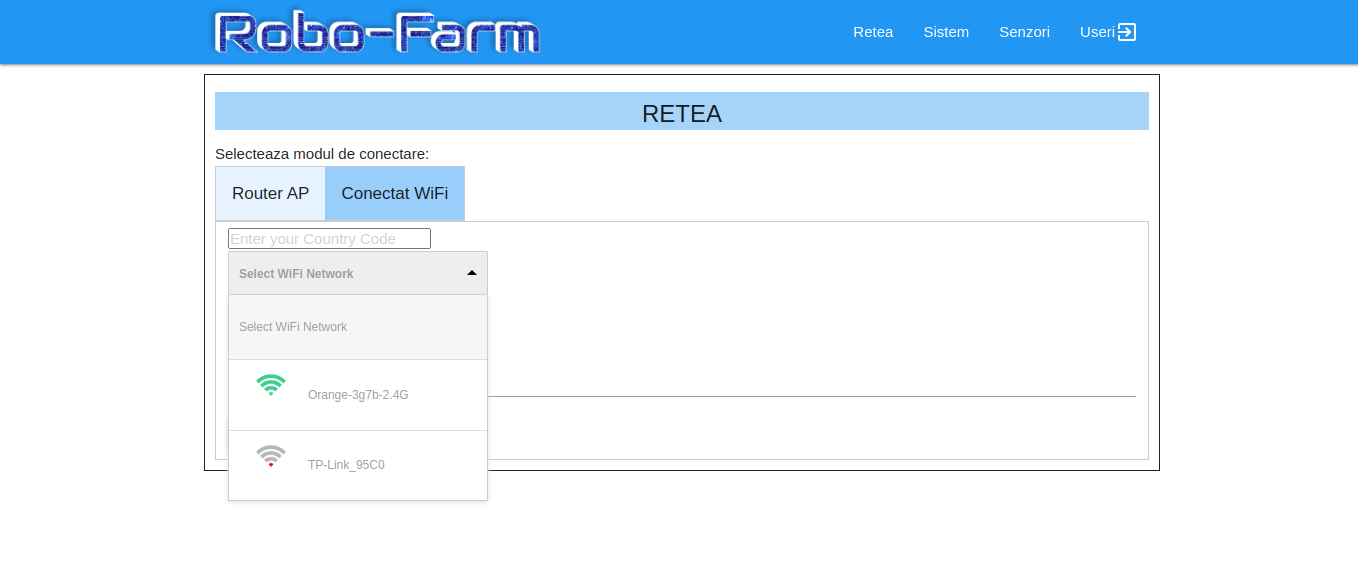 Robo-Farm
Retea Sistem Senzori Useri
RETEA
Selecteaza modul de conectare:
Router AP Conectat WiFi
Enter your Country Code
Select WiFi Network
Select WiFi Network
Orange-3g7b-2.4G
TP-Link_95C0